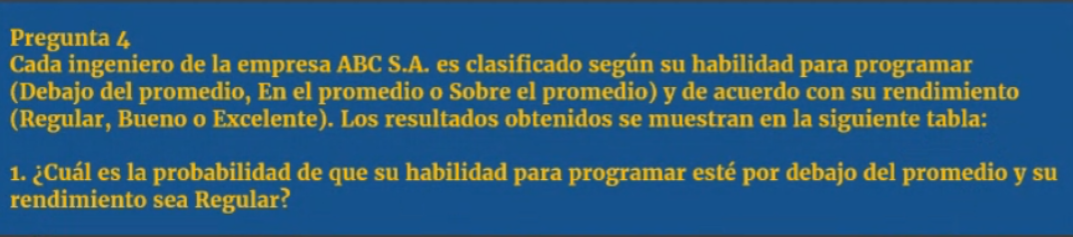 Pregunta 4
Cada ingeniero de la empresa ABC S.A. es clasificado según su habilidad para programar
(Debajo del promedio, En el promedio o Sobre el promedio) y de acuerdo con su rendimiento
(Regular, Bueno o Excelente). Los resultados obtenidos se muestran en la siguiente tabla:
1. ¿Cuál es la probabilidad de que su habilidad para programar esté por debajo del promedio y su
rendimiento sea Regular?